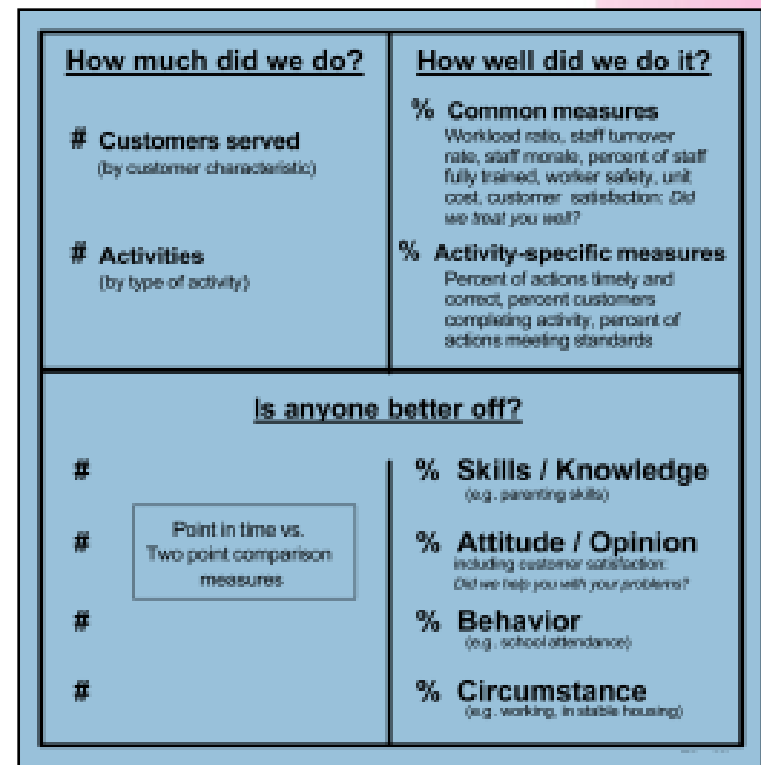 How much did we do?
# Customers served
(by customer characteristic)
# Activities
(by type of activity)
How well did we do it?
% Common measures
Workload ratio, staff turnover
rate, staff morale, percent of staff
fully trained, worker safety, unit
cost, customer satisfaction: Did
we treat you well?
% Activity-specific measures
Percent of actions timely and
correct, percent customers
completing activity, percent of
actions meeting standards
Is anyone better off?
#
#
#
#
Point in time vs.
Two point comparison
measures
% Skills / Knowledge
(e.g. parenting skills)
% Attitude / Opinion
including customer satisfaction:
Did we help you with your problems?
% Behavior
(e.g. school attendance)
% Circumstance
(e.g. working, in stable housing)